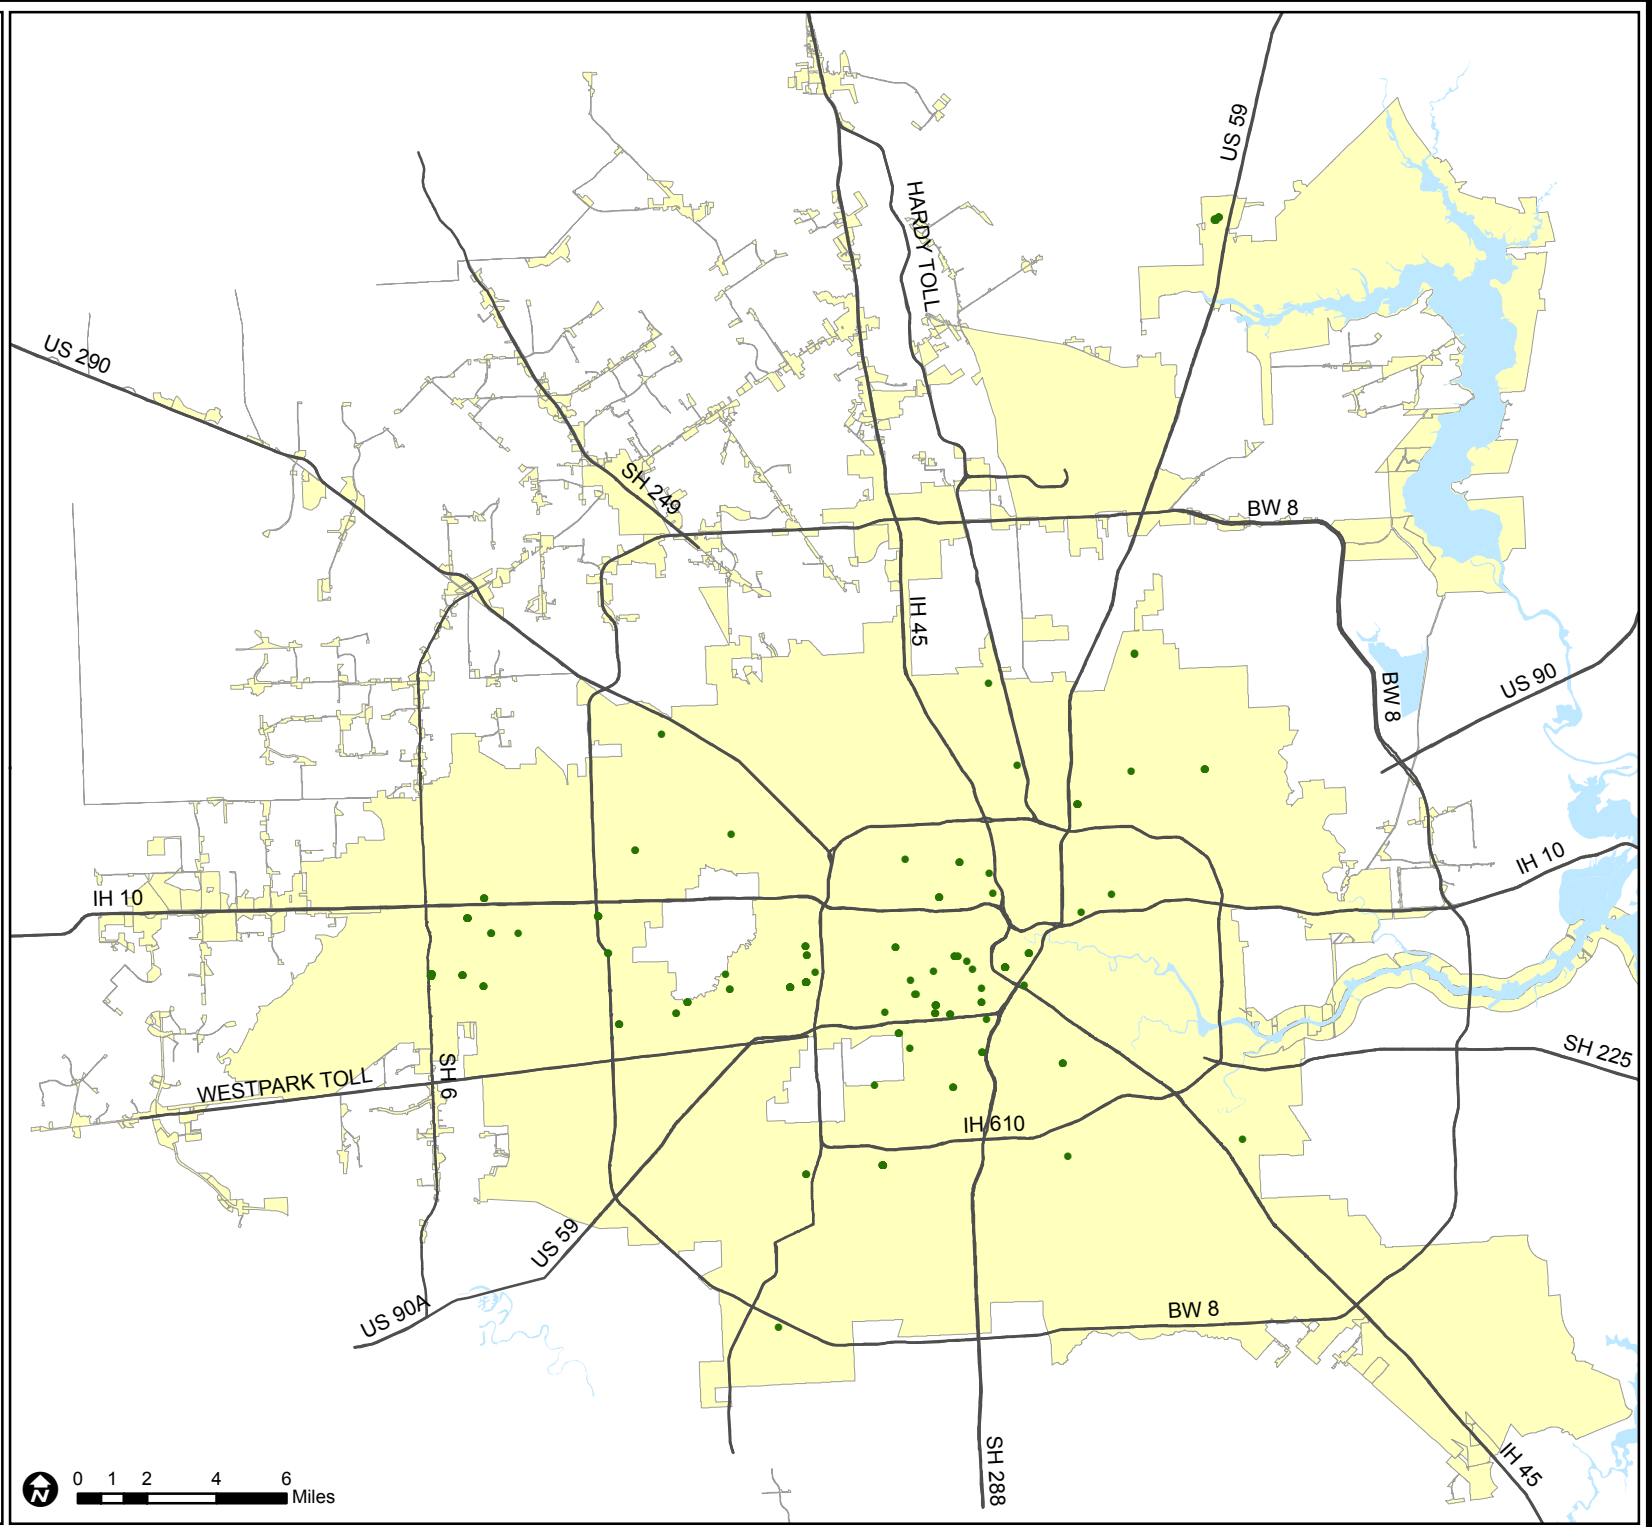 US 59
HARDY TOLL
US 290
SH 249
BW 8
IH 45
BW 8
US 90
IH 10
IH 10
SH 225
WESTPARK TOLL
SH 6
IH 610
US 59
US 90A
BW 8
SH 288
IH 45
N
0 1 2 4 6
Miles